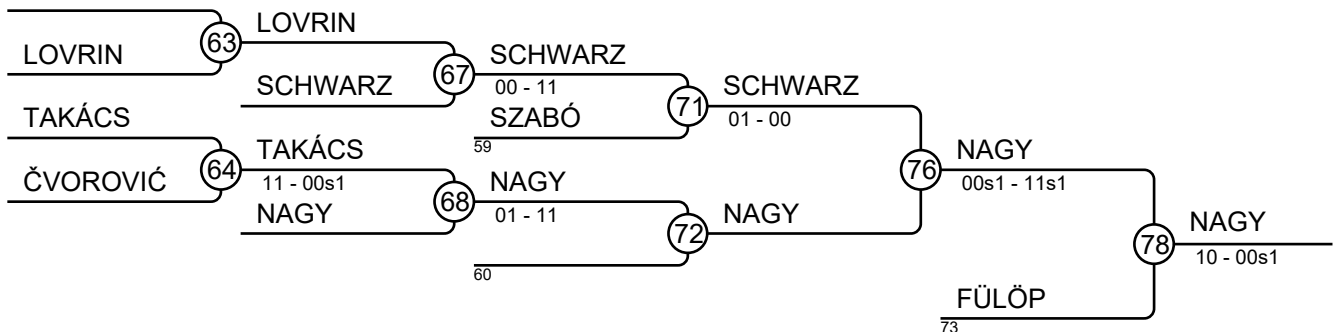 63
LOVRIN
LOVRIN
67
SCHWARZ
SCHWARZ
00 - 11
71
SCHWARZ
01 - 00
SZABÓ
59
TAKÁCS
64
TAKÁCS
11 - 00s1
ČVOROVIĆ
68
NAGY
NAGY
01 - 11
72
NAGY
60
76
NAGY
00s1 - 11s1
78
NAGY
10 - 00s1
FÜLÖP
73